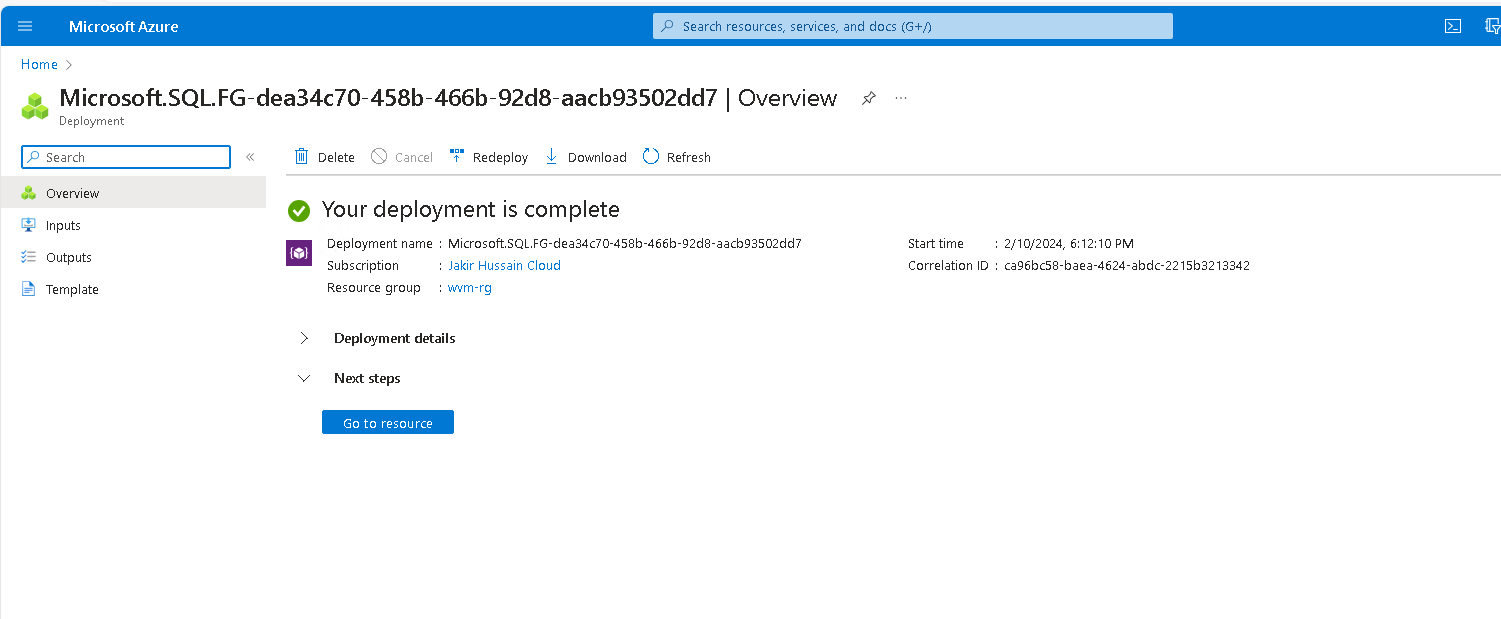 Microsoft Azure
Search resources, services, and docs (G+/)
Home
Microsoft.SQL.FG-dea34c70-458b-466b-92d8-aacb93502dd7 | Overview
Deployment
Search
Delete
Cancel
Redeploy
Download
Refresh
Overview
Inputs
Outputs
Template
Your deployment is complete
Deployment name : Microsoft.SQL.FG-dea34c70-458b-466b-92d8-aacb93502dd7
Subscription : Jakir Hussain Cloud
Resource group : wvm-rg
Start time : 2/10/2024, 6:12:10 PM
Correlation ID : ca96bc58-baea-4624-abdc-2215b3213342
Deployment details
Next steps
Go to resource